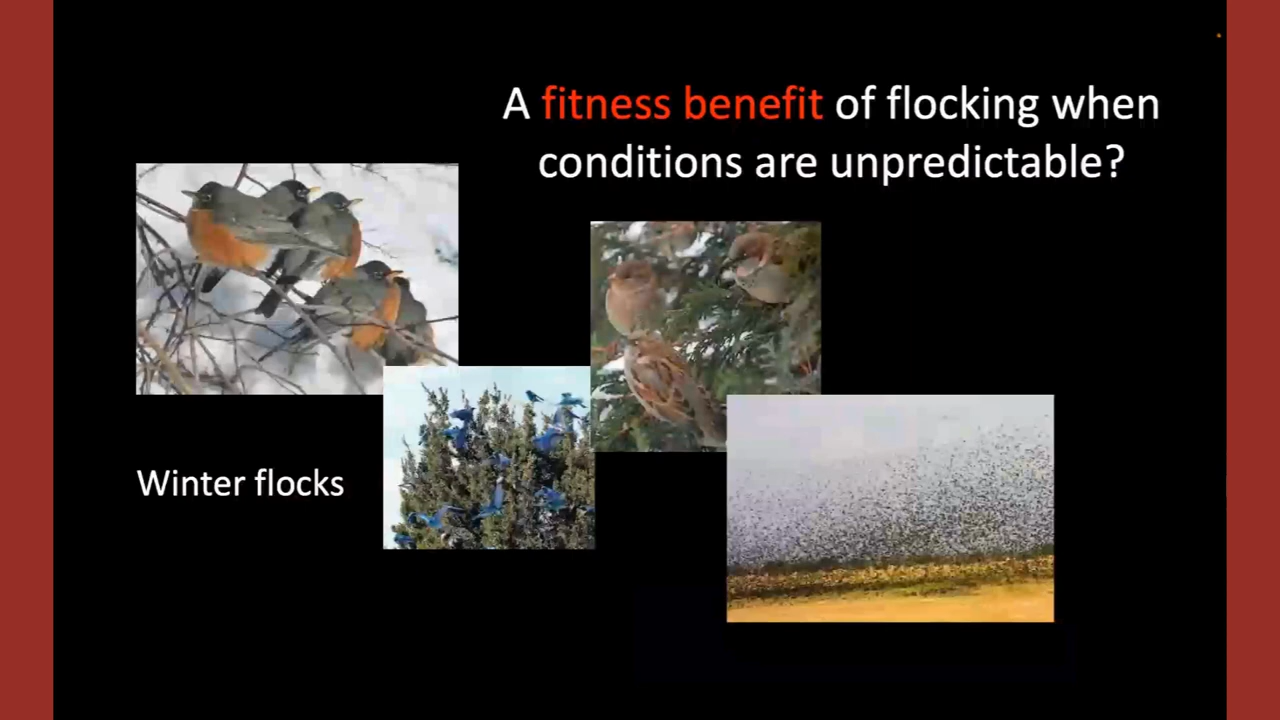 A fitness benefit of flocking when
conditions are unpredictable?
Winter flocks